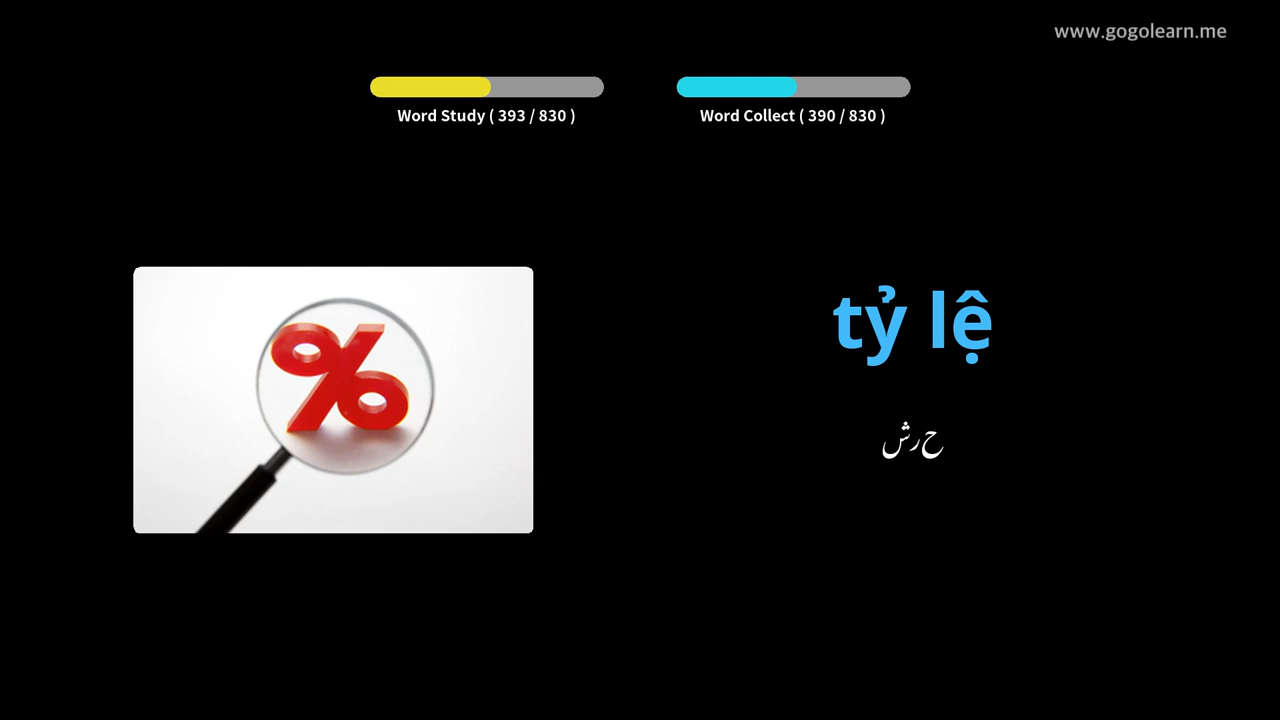 www.gogolearn.me
Word Study ( 393 / 830 )
Word Collect ( 390 / 830 )
%
tỷ lệ
حرش